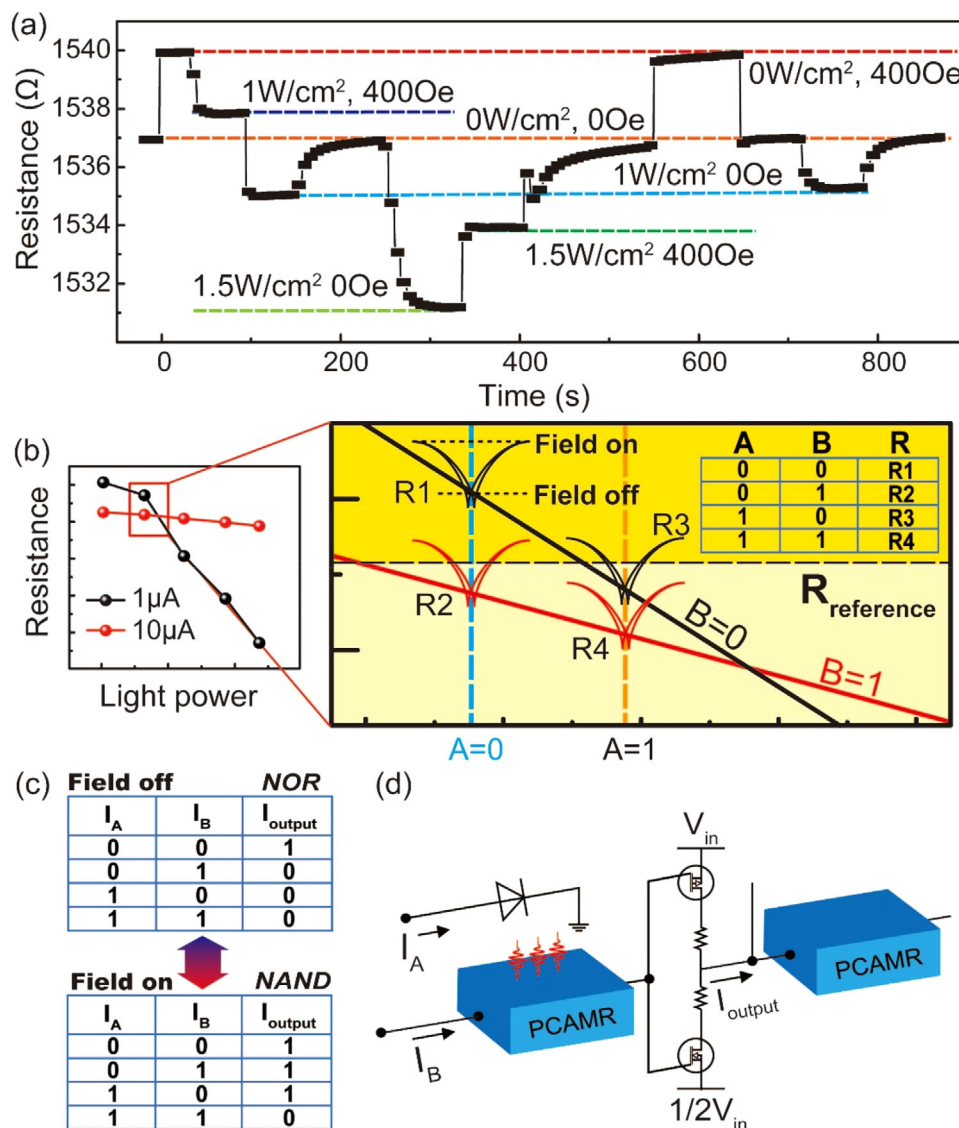 (a)
1540
1538
1537
1536
1534
1532
1531
Resistance (Ω)
1W/cm², 400Oe
0W/cm², 0Oe
0W/cm², 400Oe
1W/cm² 0Oe
1.5W/cm² 400Oe
1.5W/cm² 0Oe
0 200 400 600 800
Time (s)
(b)
Resistance
1μA
10μA
Light power
Field on
Field off
R1
R2
R3
R4
A B R
0 0 R1
0 1 R2
1 0 R3
1 1 R4
Rreference
B=0
B=1
A=0
A=1
(c)
Field off NOR
IA IB Ioutput
0 0 1
0 1 0
1 0 0
1 1 0
Field on NAND
IA IB Ioutput
0 0 1
0 1 1
1 0 1
1 1 0
(d)
Vin
IA
PCAMR
IB
Ioutput
PCAMR
1/2Vin